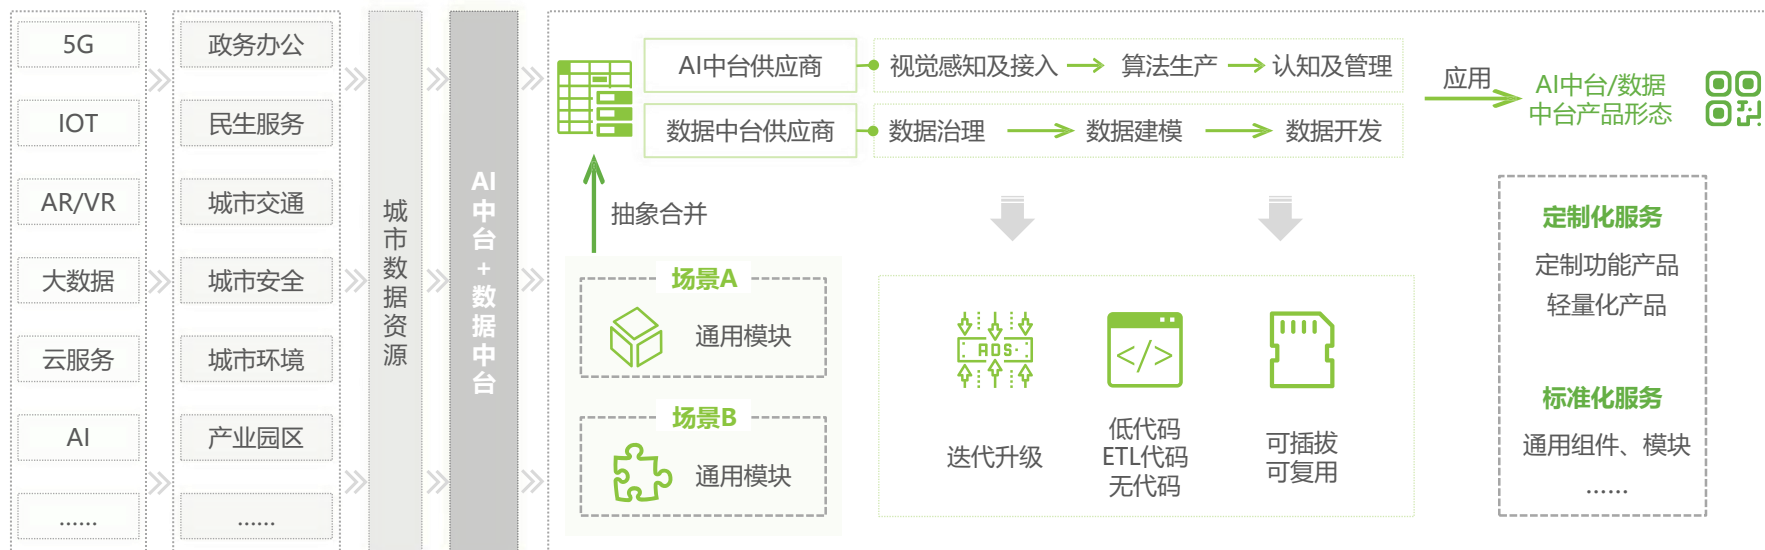 5G
IOT
AR/VR
大数据
云服务
AI
......
政务办公
民生服务
城市交通
城市安全
城市环境
产业园区
......
城市数据资源
AI中台+数据中台
AI中台供应商
视觉感知及接入
算法生产
认知及管理
数据中台供应商
数据治理
数据建模
数据开发
应用
AI中台/数据
中台产品形态
抽象合并
场景A
通用模块
场景B
通用模块
ADS
</>
迭代升级
低代码
ETL代码
无代码
可插拔
可复用
定制化服务
定制功能产品
轻量化产品
标准化服务
通用组件、模块
......